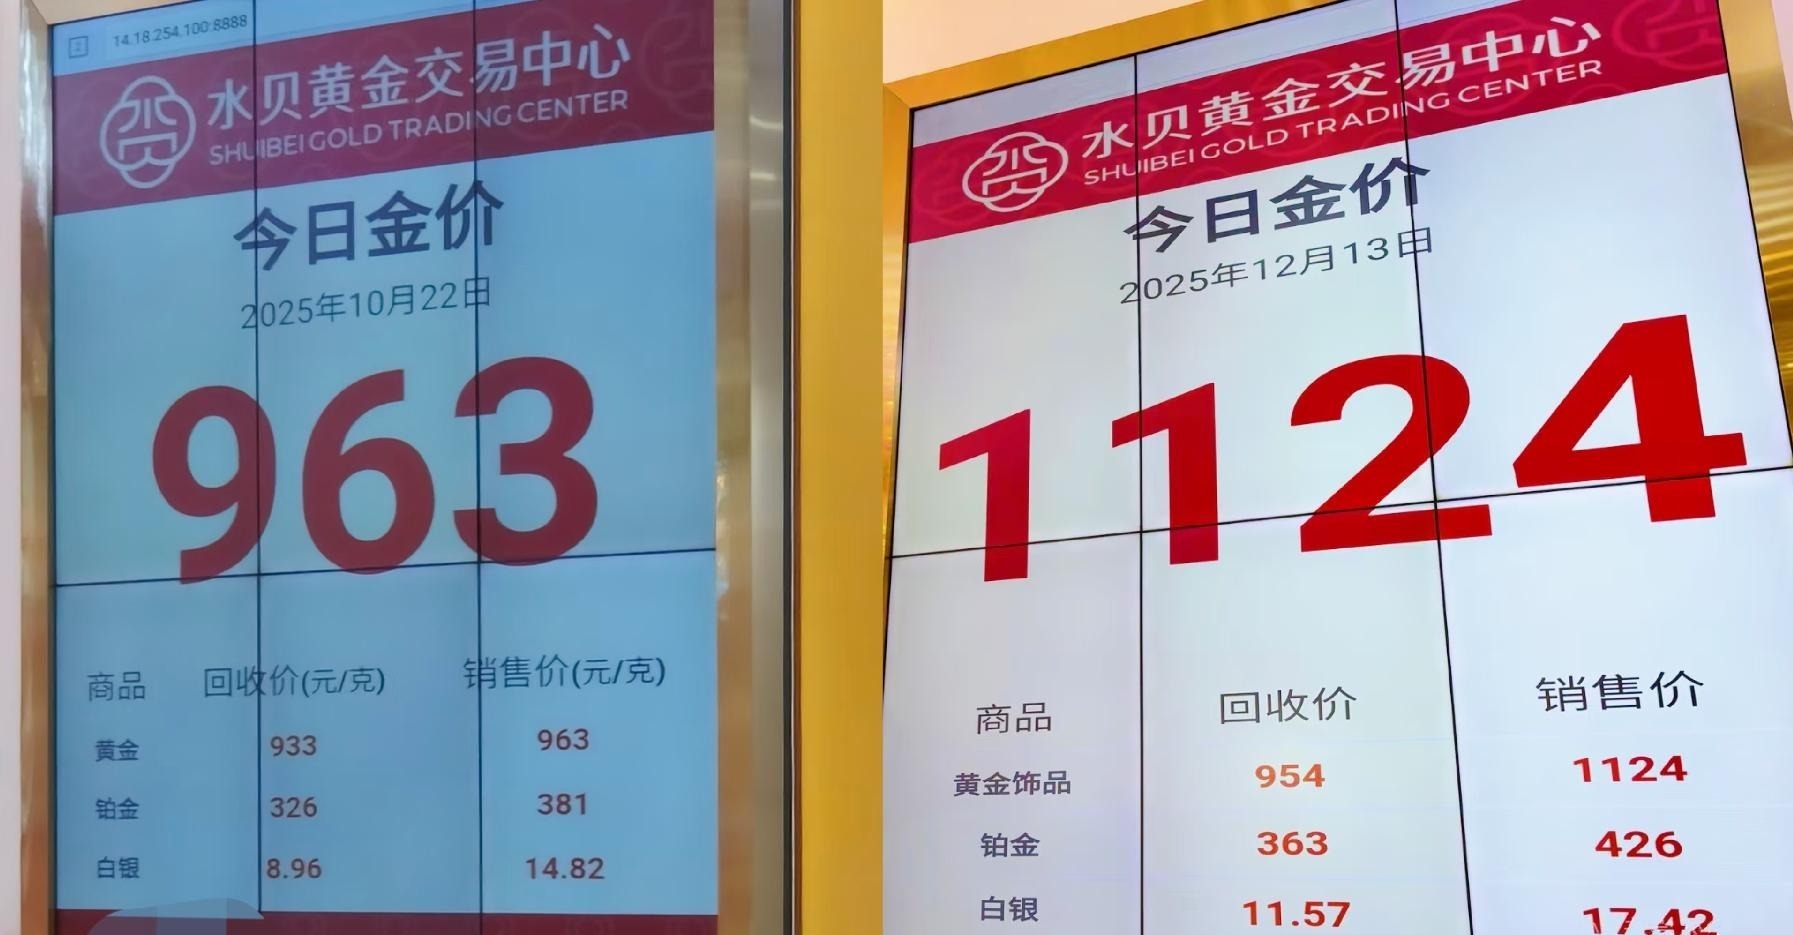 14.18.254.100:8888
水贝黄金交易中心
SHUIBEI GOLD TRADING CENTER
今日金价
2025年10月22日
963
商品 回收价(元/克) 销售价(元/克)
黄金 933 963
铂金 326 381
白银 8.96 14.82
水贝黄金交易中心
SHUIBEI GOLD TRADING CENTER
今日金价
2025年12月13日
1124
商品 回收价 销售价
黄金饰品 954 1124
铂金 363 426
白银 11.57 17.42